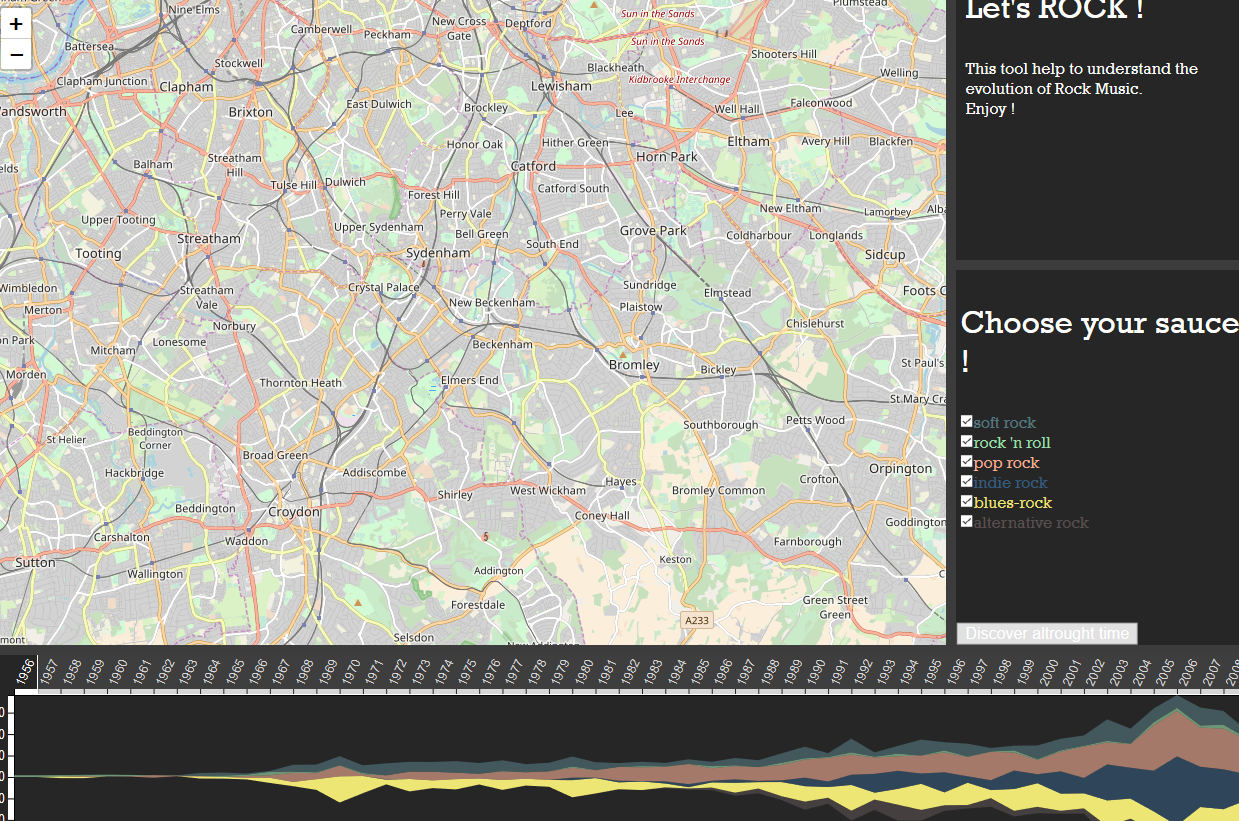 Nine Elms
Deptford
Sun in the Sands
Plumstead
New Cross
Gate
Camberwell
Peckham
Battersea
Sun in the Sands
Shooters Hill
Stockwell
Blackheath
Welling
Clapham Junction
Clapham
Lewisham
Kidbrooke Interchange
East Dulwich
Brockley
Well Hall
Falconwood
andsworth
Brixton
Lee
Honor Oak
Hither Green
Eltham
Avery Hill
Blackfen
Balham
Streatham
Hill
Catford
Horn Park
elds
Tulse Hill
Dulwich
Forest Hill
Catford South
Perry Vale
New Eltham
Lamorbey
Alba
Upper Tooting
Upper Sydenham
Bell Green
Grove Park
Coldharbour
Longlands
Streatham
South End
Tooting
Sydenham
Sidcup
Wimbledon
Crystal Palace
Sundridge
Elmstead
Foots C
Streatham
Vale
New Beckenham
Plaistow
Merton
Norbury
Chislehurst
on Park
Mitcham
Lonesome
Beckenham
Bromley
Bickley
St Paul's
Morden
Thornton Heath
Elmers End
St Mary Cra
Petts Wood
Southborough
St Helier
Beddington
Corner
Broad Green
Hackbridge
Addiscombe
Orpington
Shirley
West Wickham
Hayes
Bromley Common
Crofton
Beddington
Croydon
Coney Hall
Goddington
Carshalton
Waddon
Farnborough
5
Sutton
Wallington
Addington
Keston
C
Forestdale
Green Street
Green
A233
mont
Selsdon
New Addington
+
−
Let's ROCK !
This tool help to understand the
evolution of Rock Music.
Enjoy !
Choose your sauce
!
soft rock
rock 'n roll
pop rock
indie rock
blues-rock
alternative rock
Discover altrought time
1956 1957 1958 1959 1960 1961 1962 1963 1964 1965 1966 1967 1968 1969 1970 1971 1972 1973 1974 1975 1976 1977 1978 1979 1980 1981 1982 1983 1984 1985 1986 1987 1988 1989 1990 1991 1992 1993 1994 1995 1996 1997 1998 1999 2000 2001 2002 2003 2004 2005 2006 2007 2008
0
0
0
0
0
0